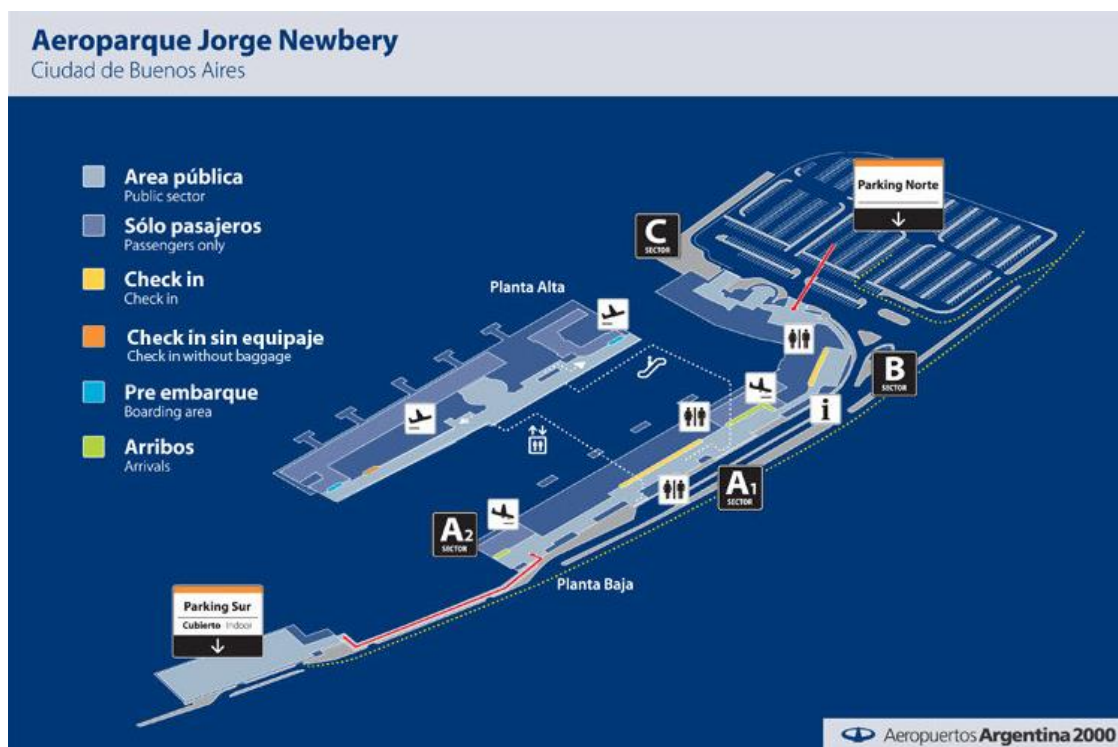 Aeroparque Jorge Newbery
Ciudad de Buenos Aires
Area pública
Public sector
Sólo pasajeros
Passengers only
Check in
Check in
Check in sin equipaje
Check in without baggage
Pre embarque
Boarding area
Arribos
Arrivals
Parking Norte
C
SECTOR
Planta Alta
B
SECTOR
i
A1
SECTOR
A2
SECTOR
Planta Baja
Parking Sur
Cubierto Indoor
Aeropuertos Argentina 2000